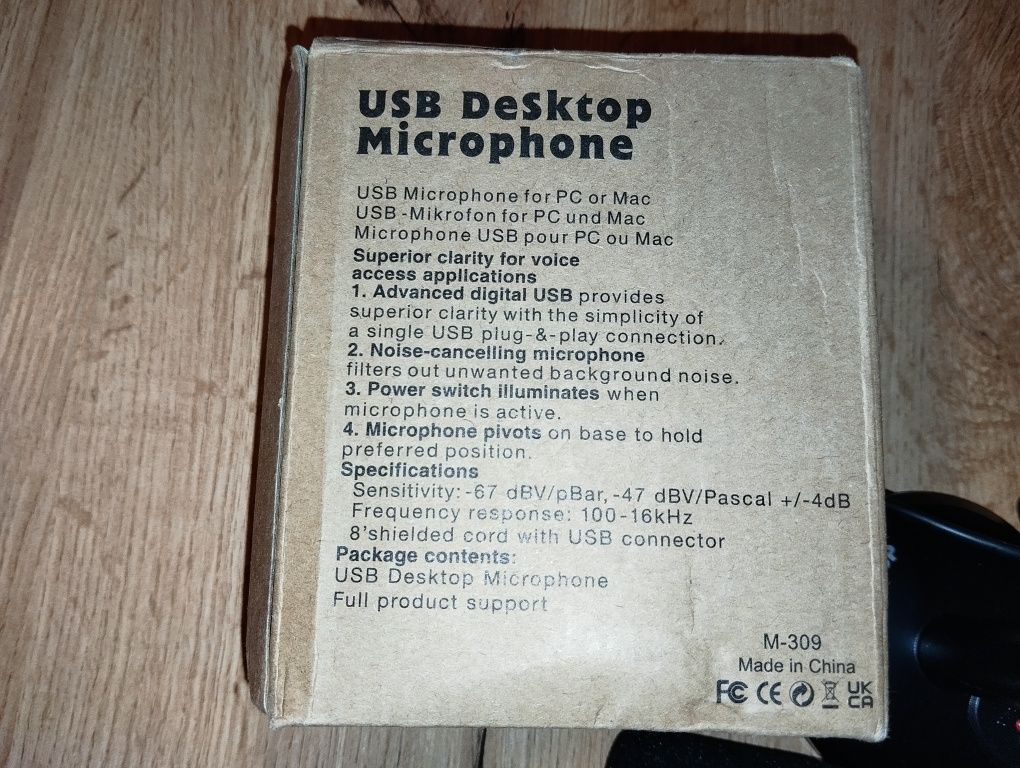 USB DeSktop
Microphone
USB Microphone for PC or Mac
USB -Mikrofon for PC und Mac
Microphone USB pour PC ou Mac
Superior clarity for voice
access applications
1. Advanced digital USB provides
superior clarity with the simplicity of
a single USB plug-&-play connection.
2. Noise-cancelling microphone
filters out unwanted background noise.
3. Power switch illuminates when
microphone is active.
4. Microphone pivots on base to hold
preferred position.
Specifications
Sensitivity: -67 dBV/pBar, -47 dBV/Pascal +/-4dB
Frequency response: 100-16kHz
8'shielded cord with USB connector
Package contents:
USB Desktop Microphone
Full product support
M-309
Made in China
FC CE UK CA